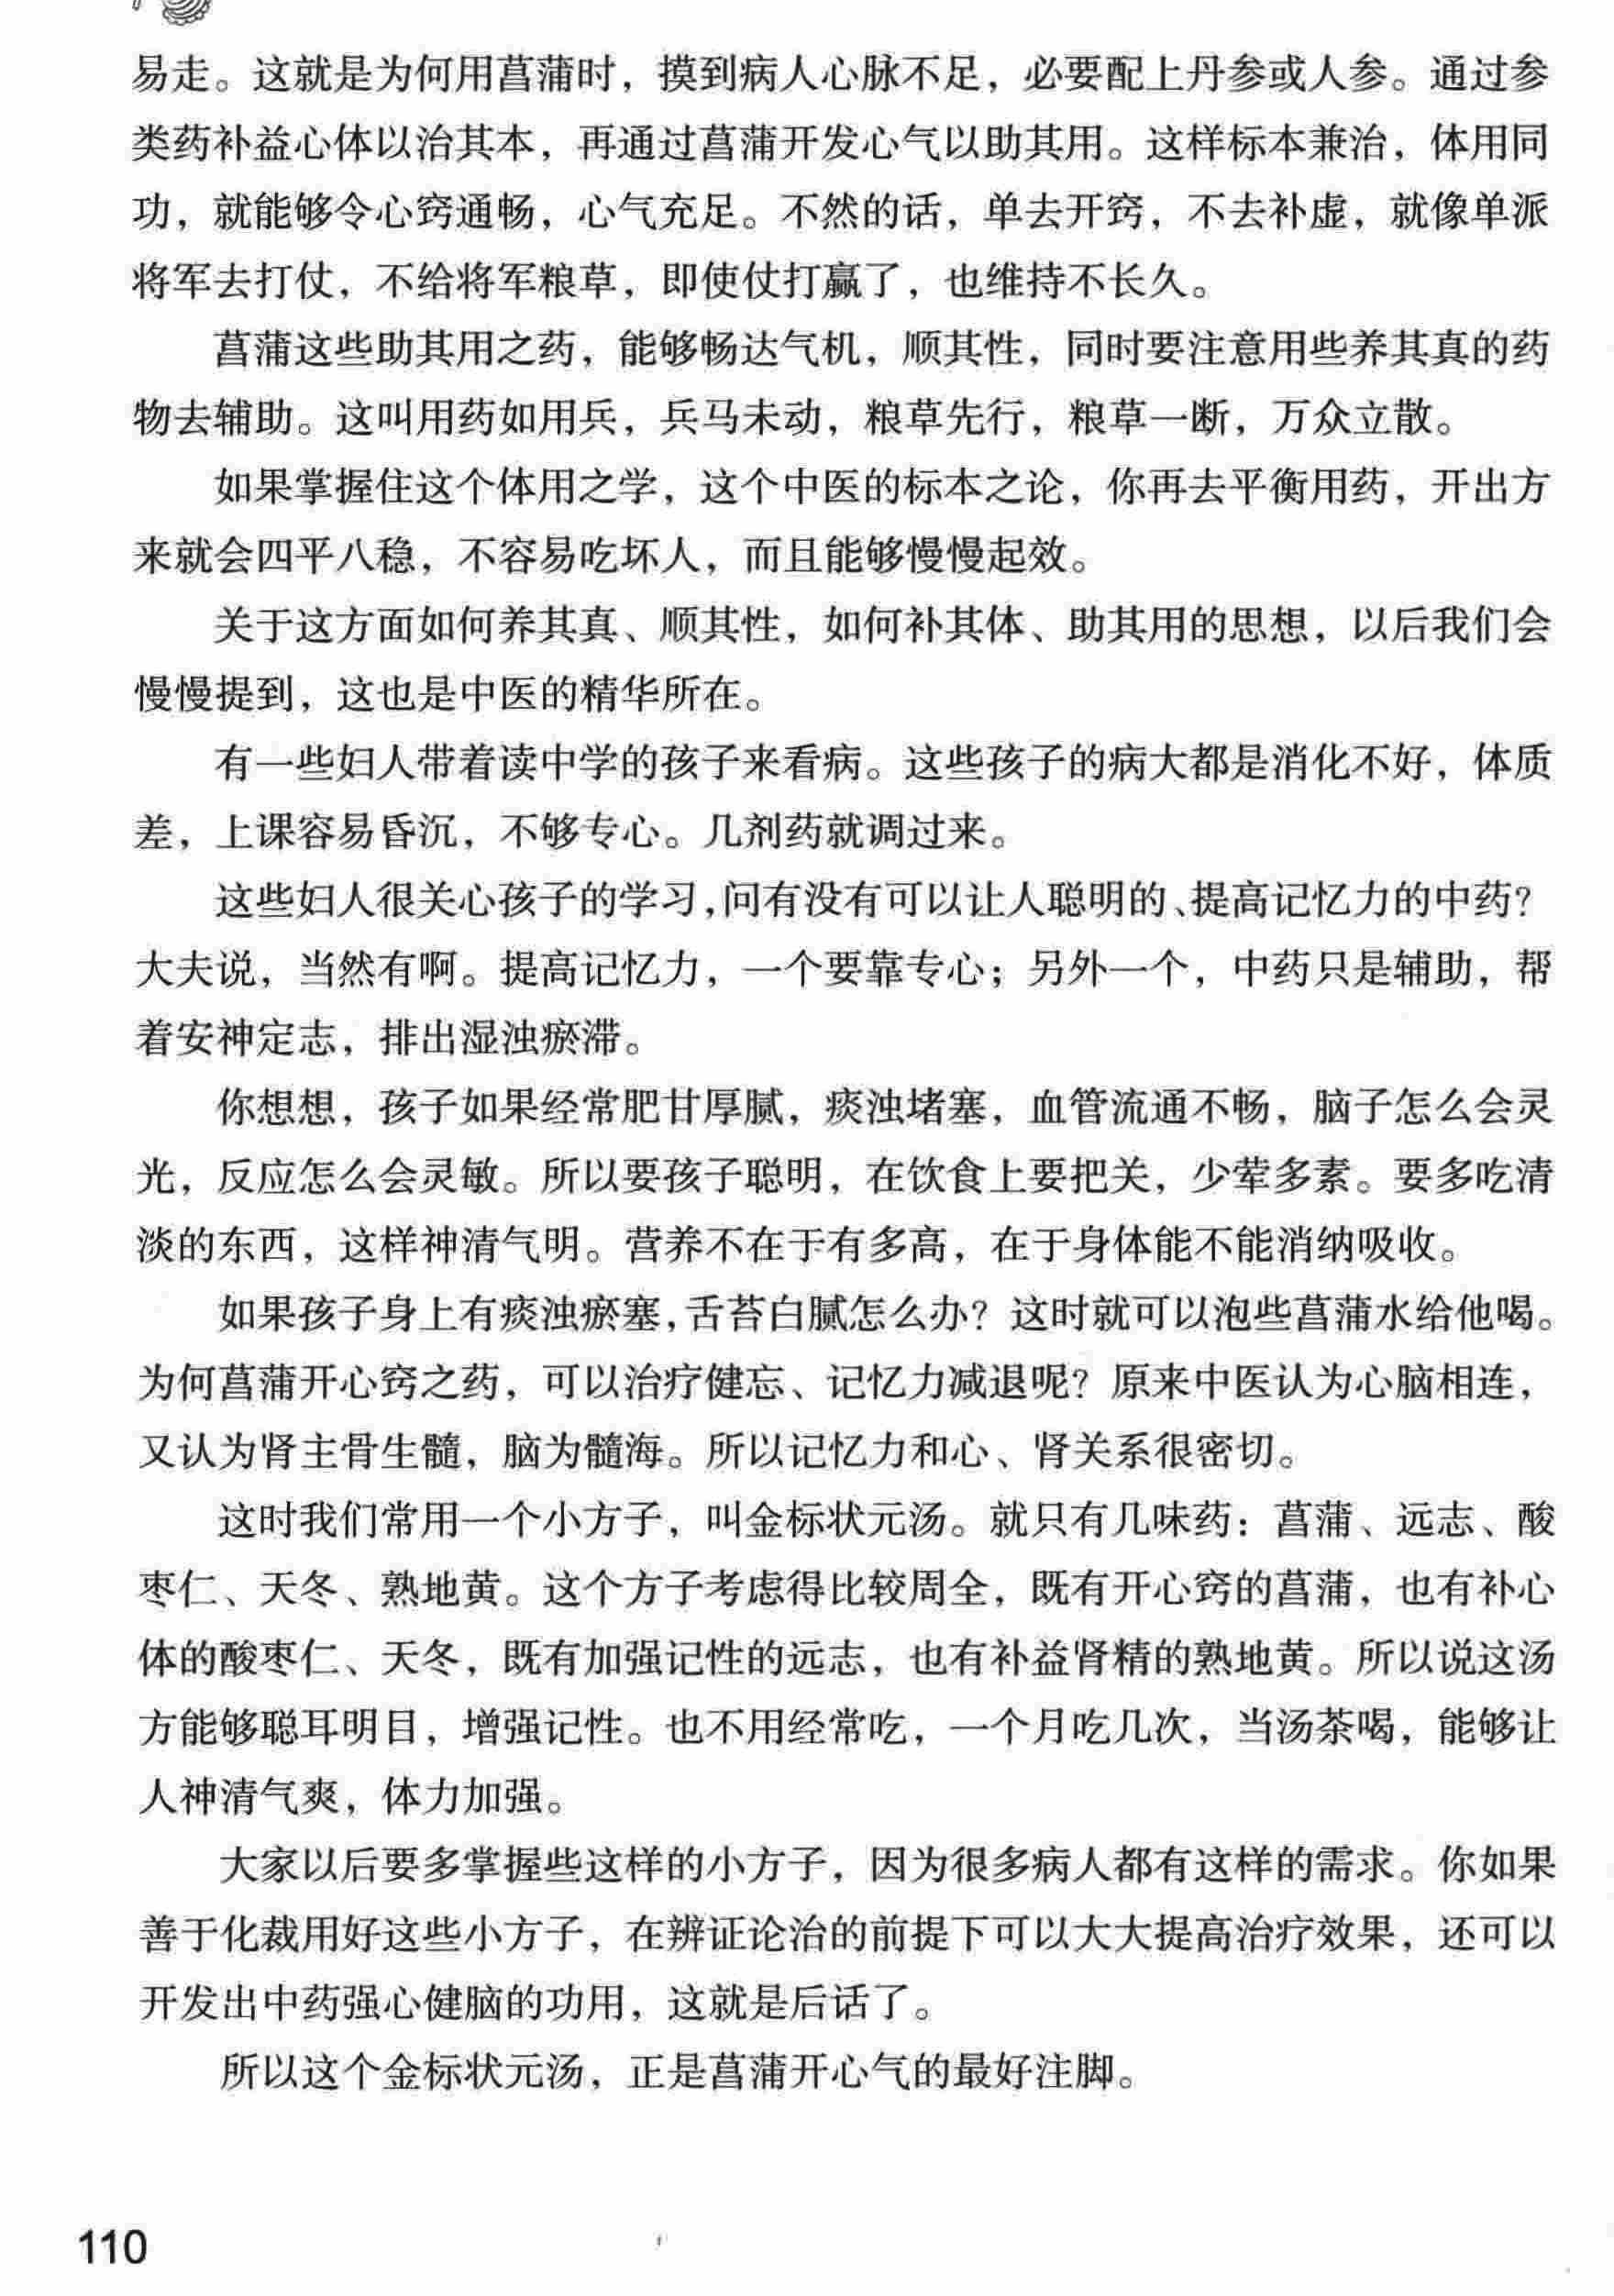 易走。这就是为何用菖蒲时，摸到病人心脉不足，必要配上丹参或人参。通过参
类药补益心体以治其本，再通过菖蒲开发心气以助其用。这样标本兼治，体用同
功，就能够令心窍通畅，心气充足。不然的话，单去开窍，不去补虚，就像单派
将军去打仗，不给将军粮草，即使仗打赢了，也维持不长久。
菖蒲这些助其用之药，能够畅达气机，顺其性，同时要注意用些养其真的药
物去辅助。这叫用药如用兵，兵马未动，粮草先行，粮草一断，万众立散。
如果掌握住这个体用之学，这个中医的标本之论，你再去平衡用药，开出方
来就会四平八稳，不容易吃坏人，而且能够慢慢起效。
关于这方面如何养其真、顺其性，如何补其体、助其用的思想，以后我们会
慢慢提到，这也是中医的精华所在。
有一些妇人带着读中学的孩子来看病。这些孩子的病大都是消化不好，体质
差，上课容易昏沉，不够专心。几剂药就调过来。
这些妇人很关心孩子的学习，问有没有可以让人聪明的、提高记忆力的中药？
大夫说，当然有啊。提高记忆力，一个要靠专心；另外一个，中药只是辅助，帮
着安神定志，排出湿浊瘀滞。
你想想，孩子如果经常肥甘厚腻，痰浊堵塞，血管流通不畅，脑子怎么会灵
光，反应怎么会灵敏。所以要孩子聪明，在饮食上要把关，少荤多素。要多吃清
淡的东西，这样神清气明。营养不在于有多高，在于身体能不能消纳吸收。
如果孩子身上有痰浊瘀塞，舌苔白腻怎么办？这时就可以泡些菖蒲水给他喝。
为何菖蒲开心窍之药，可以治疗健忘、记忆力减退呢？原来中医认为心脑相连，
又认为肾主骨生髓，脑为髓海。所以记忆力和心、肾关系很密切。
这时我们常用一个小方子，叫金标状元汤。就只有几味药：菖蒲、远志、酸
枣仁、天冬、熟地黄。这个方子考虑得比较周全，既有开心窍的菖蒲，也有补心
体的酸枣仁、天冬，既有加强记性的远志，也有补益肾精的熟地黄。所以说这汤
方能够聪耳明目，增强记性。也不用经常吃，一个月吃几次，当汤茶喝，能够让
人神清气爽，体力加强。
大家以后要多掌握些这样的小方子，因为很多病人都有这样的需求。你如果
善于化裁用好这些小方子，在辨证论治的前提下可以大大提高治疗效果，还可以
开发出中药强心健脑的功用，这就是后话了。
所以这个金标状元汤，正是菖蒲开心气的最好注脚。
110